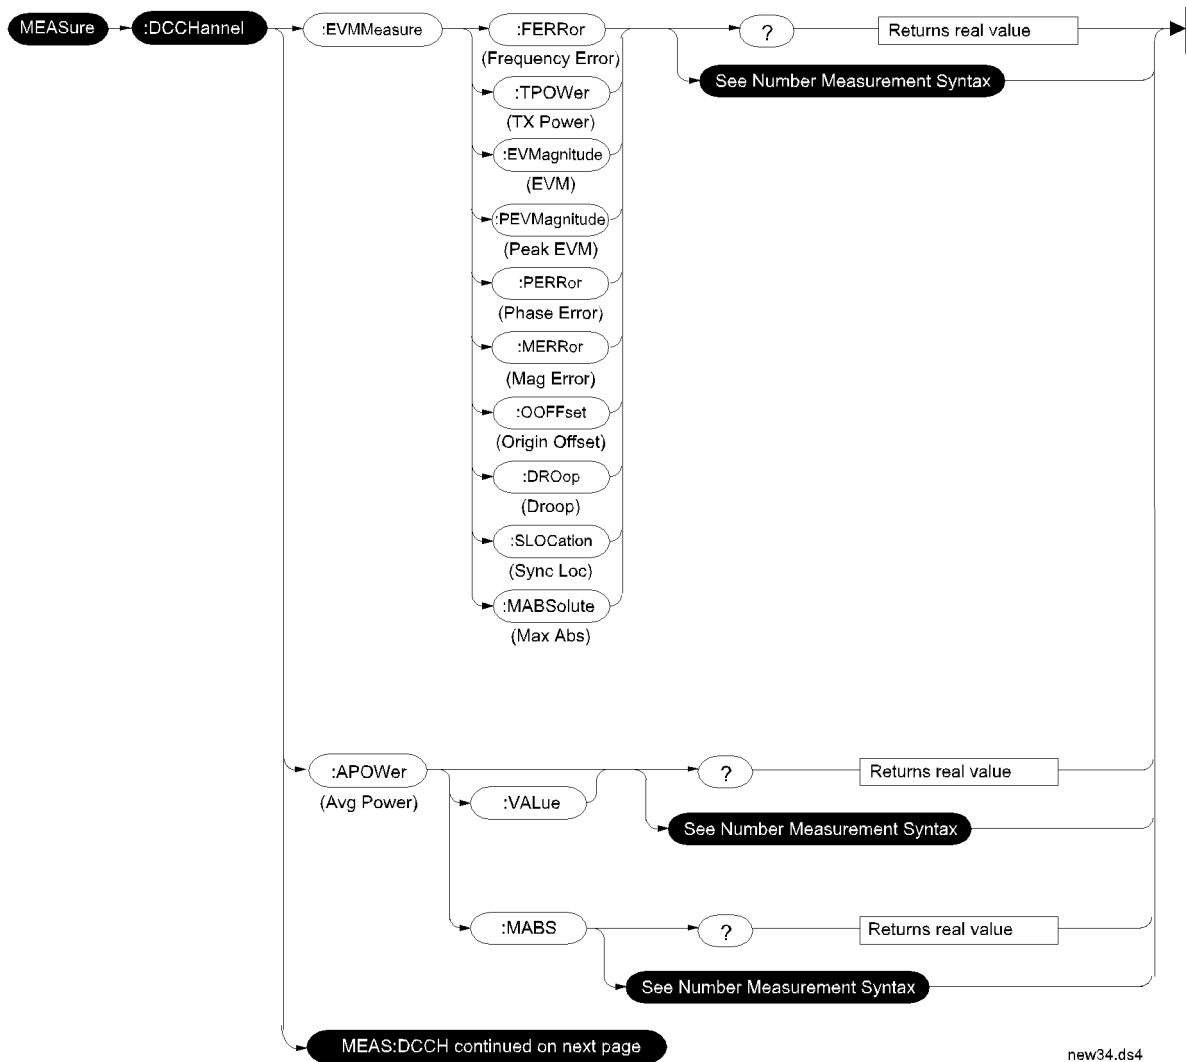 MEASure :DCCHannel :EVMMeasure :FERRor ? Returns real value
(Frequency Error)
See Number Measurement Syntax
:TPOWer
(TX Power)
:EVMagnitude
(EVM)
:PEVMagnitude
(Peak EVM)
:PERRor
(Phase Error)
:MERRor
(Mag Error)
:OOFFset
(Origin Offset)
:DROop
(Droop)
:SLOCation
(Sync Loc)
:MABSolute
(Max Abs)
:APOWer ? Returns real value
(Avg Power)
:VALue
See Number Measurement Syntax
:MABS ? Returns real value
See Number Measurement Syntax
MEAS:DCCH continued on next page
new34.ds4